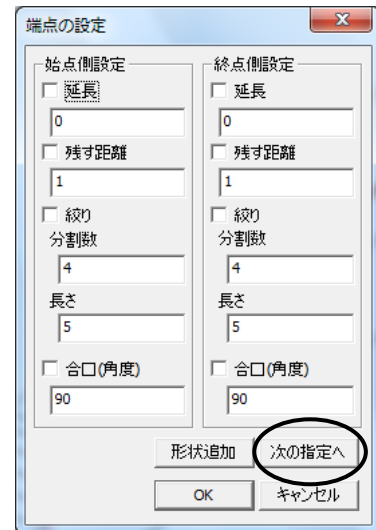 端点の設定
始点側設定
延長
0
残す距離
1
絞り
分割数
4
長さ
5
合口(角度)
90
終点側設定
延長
0
残す距離
1
絞り
分割数
4
長さ
5
合口(角度)
90
形状追加
次の指定へ
OK
キャンセル